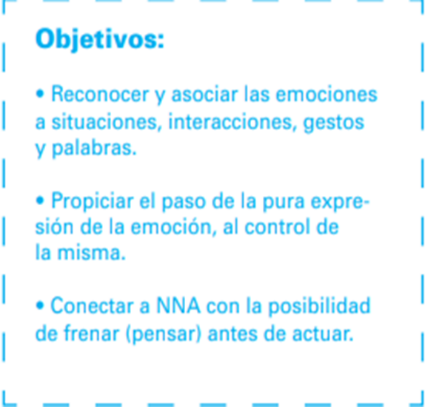 Objetivos:
• Reconocer y asociar las emociones
a situaciones, interacciones, gestos
y palabras.
• Propiciar el paso de la pura expre-
sión de la emoción, al control de
la misma.
• Conectar a NNA con la posibilidad
de frenar (pensar) antes de actuar.